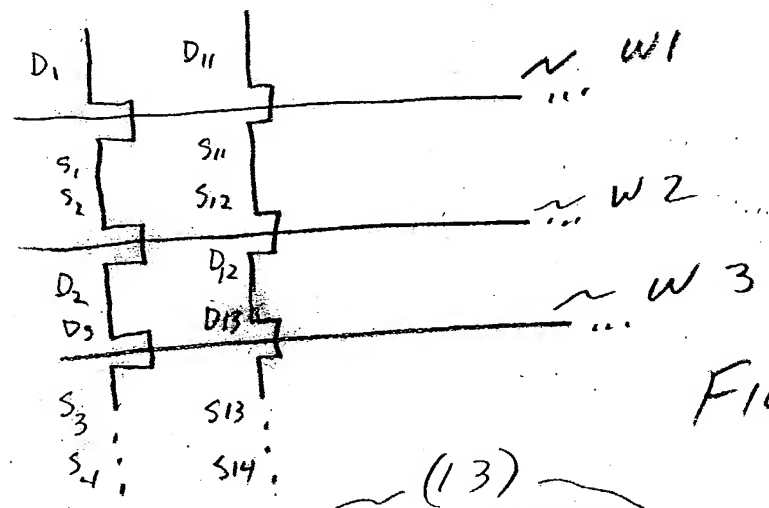 D1 D11 W1
...
S1 S11
S2 S12 W2
...
D2 D12
D3 D13 W3
...
S3 S13
S4 S14
(13)